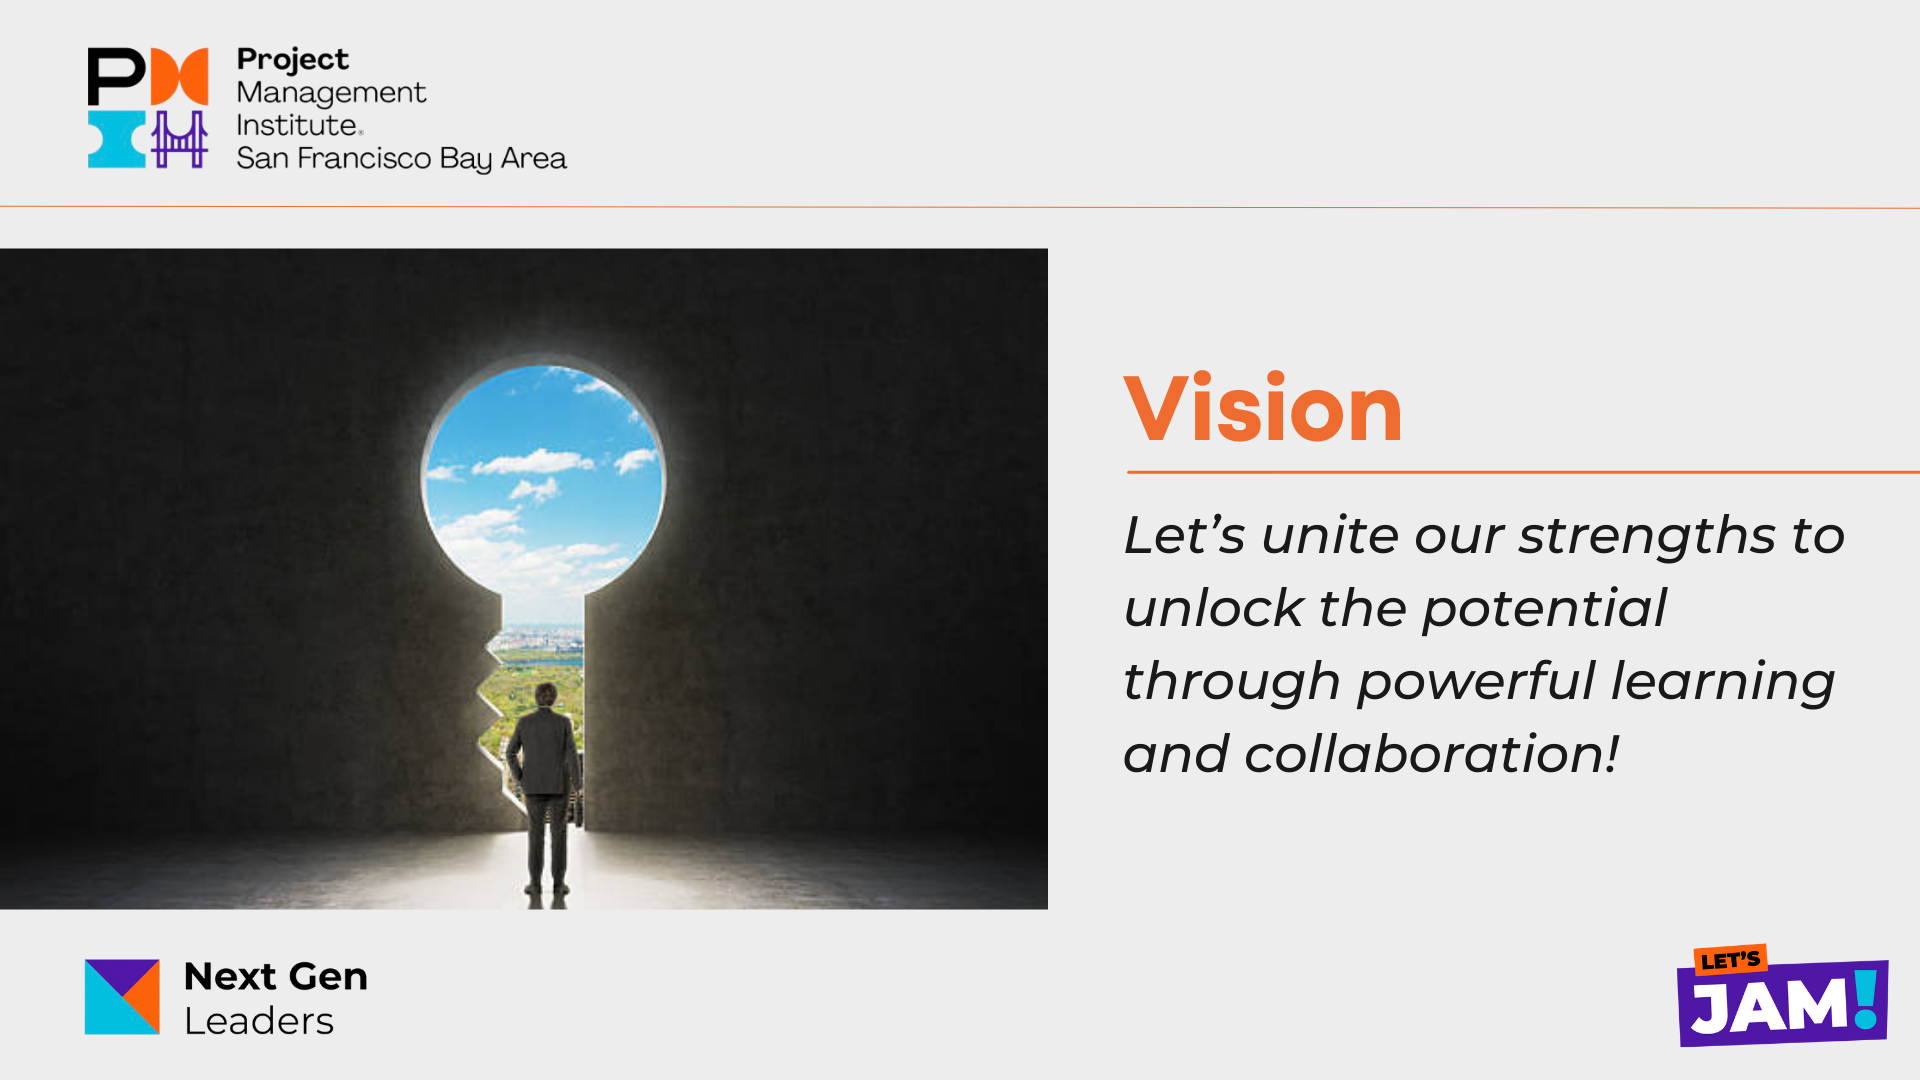 Project
Management
Institute.
San Francisco Bay Area
Vision
Let’s unite our strengths to
unlock the potential
through powerful learning
and collaboration!
Next Gen
Leaders
LET'S
JAM!